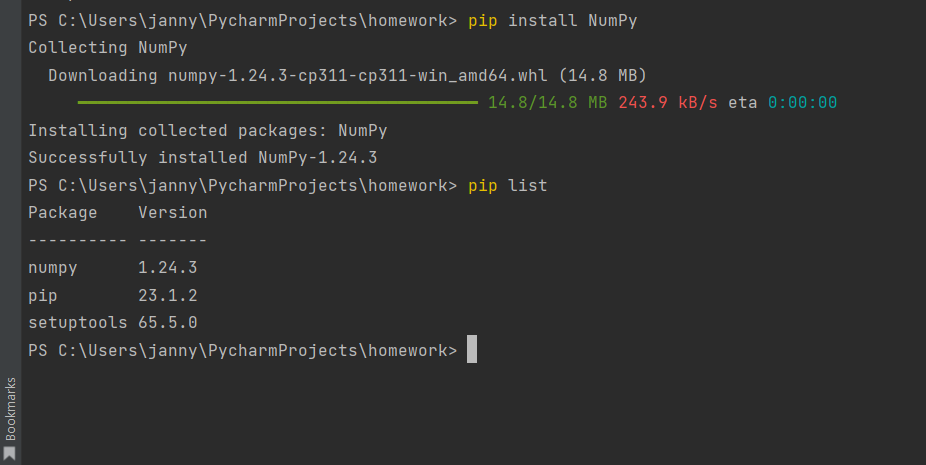 PS C:\Users\janny\PycharmProjects\homework> pip install NumPy
Collecting NumPy
  Downloading numpy-1.24.3-cp311-cp311-win_amd64.whl (14.8 MB)
     ━━━━━━━━━━━━━━━━━━━━━━━━━━━━━━━━━━━━━━━━ 14.8/14.8 MB 243.9 kB/s eta 0:00:00
Installing collected packages: NumPy
Successfully installed NumPy-1.24.3
PS C:\Users\janny\PycharmProjects\homework> pip list
Package    Version
---------- -------
numpy      1.24.3
pip        23.1.2
setuptools 65.5.0
PS C:\Users\janny\PycharmProjects\homework>
Bookmarks